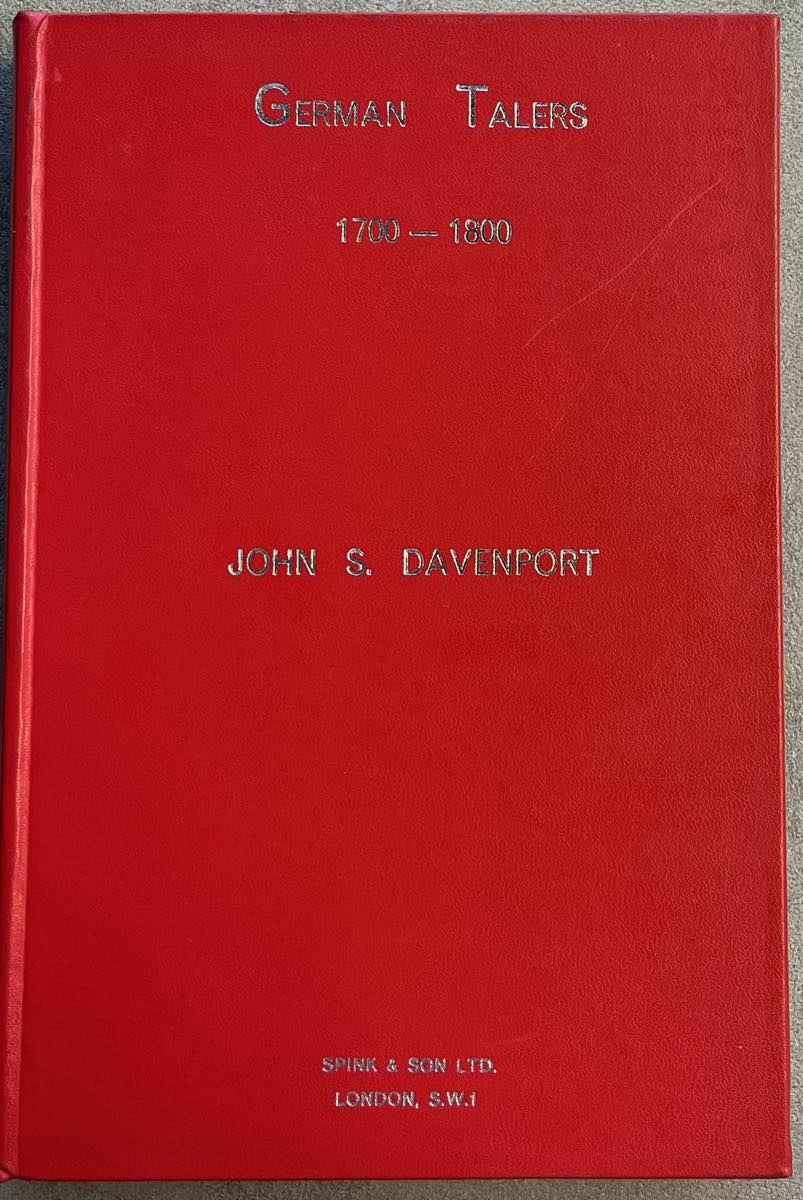 German Talers
1700 — 1800
JOHN S. DAVENPORT
SPINK & SON LTD.
LONDON, S.W.1